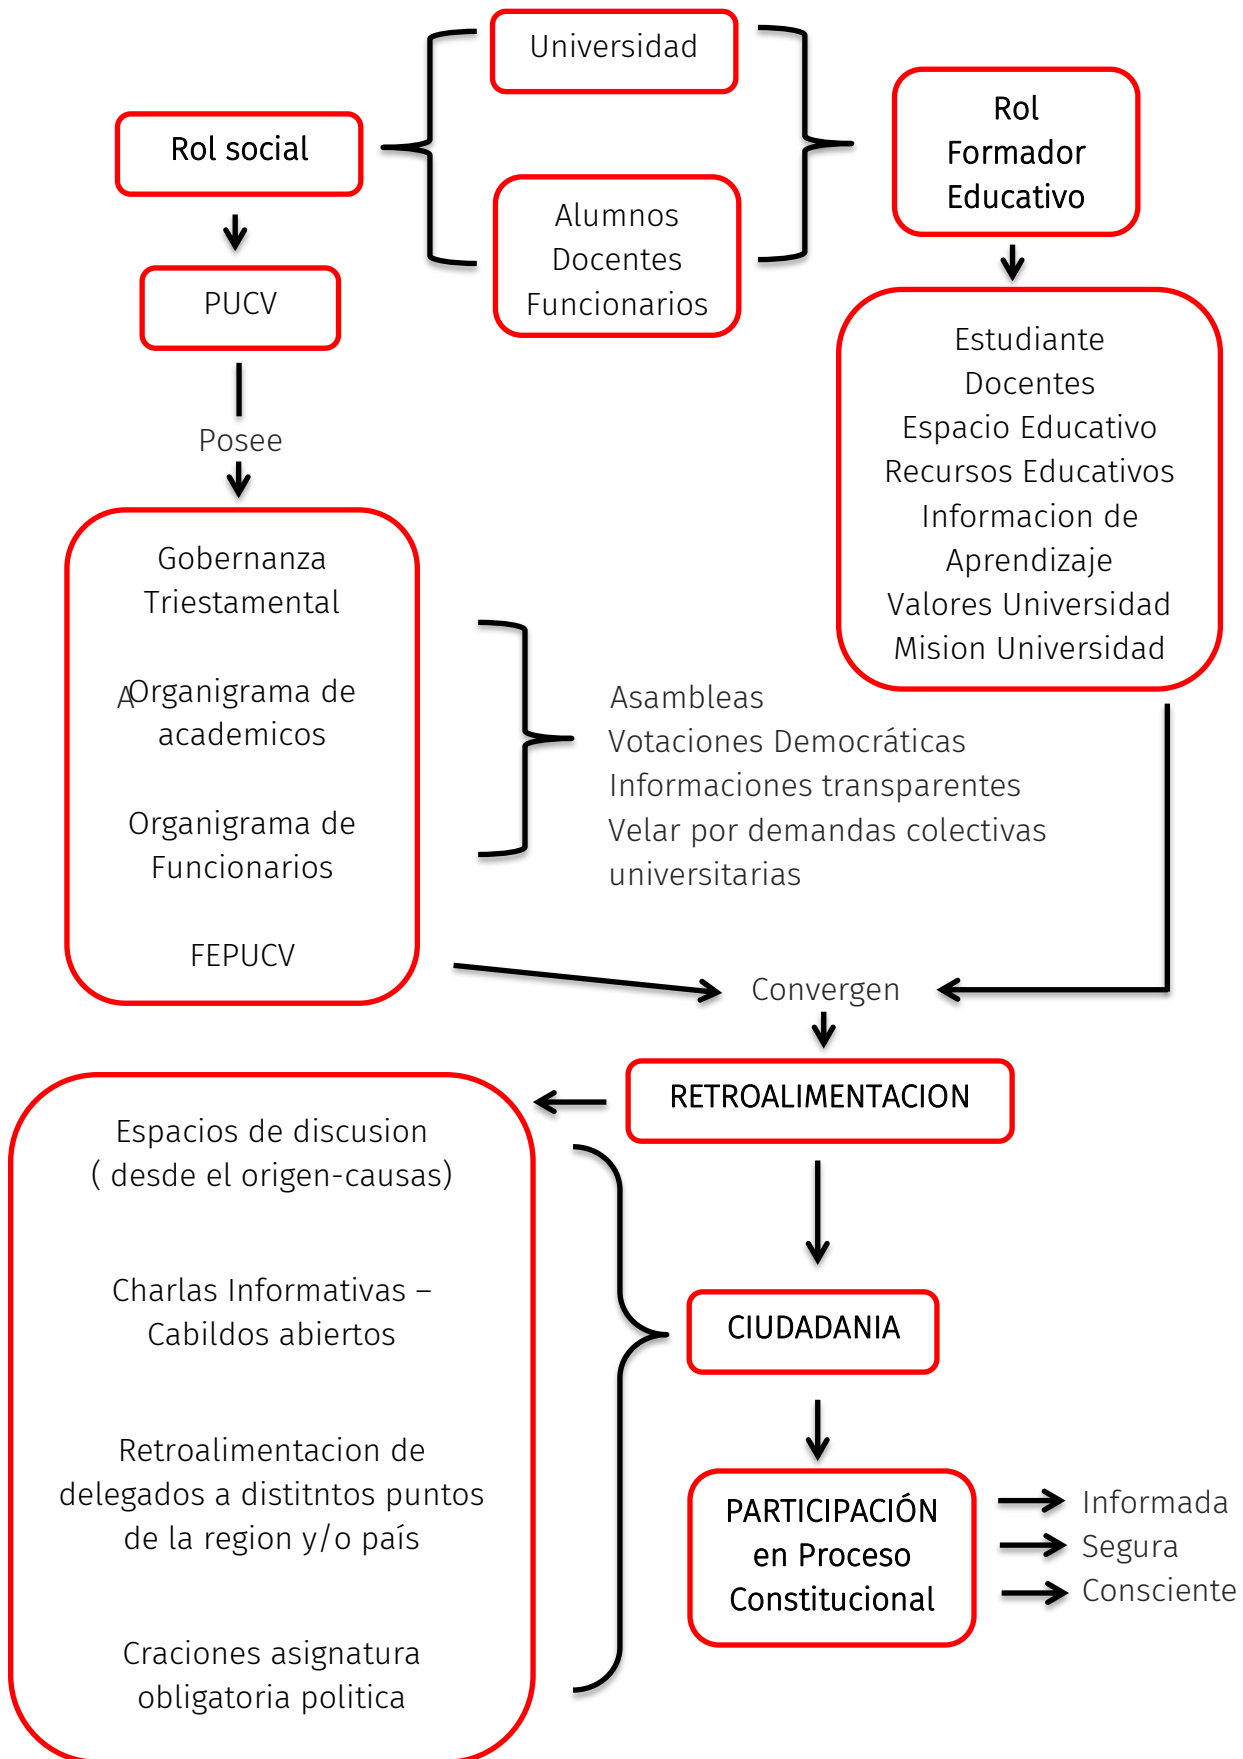 Universidad
Rol social
Rol
Formador
Educativo
Alumnos
Docentes
Funcionarios
PUCV
Estudiante
Docentes
Espacio Educativo
Recursos Educativos
Informacion de
Aprendizaje
Valores Universidad
Mision Universidad
Posee
Gobernanza
Triestamental
A
Organigrama de
academicos
Organigrama de
Funcionarios
FEPUCV
Asambleas
Votaciones Democráticas
Informaciones transparentes
Velar por demandas colectivas
universitarias
Convergen
RETROALIMENTACION
Espacios de discusion
( desde el origen-causas)
Charlas Informativas –
Cabildos abiertos
Retroalimentacion de
delegados a distitntos puntos
de la region y/o país
Craciones asignatura
obligatoria politica
CIUDADANIA
PARTICIPACIÓN
en Proceso
Constitucional
Informada
Segura
Consciente